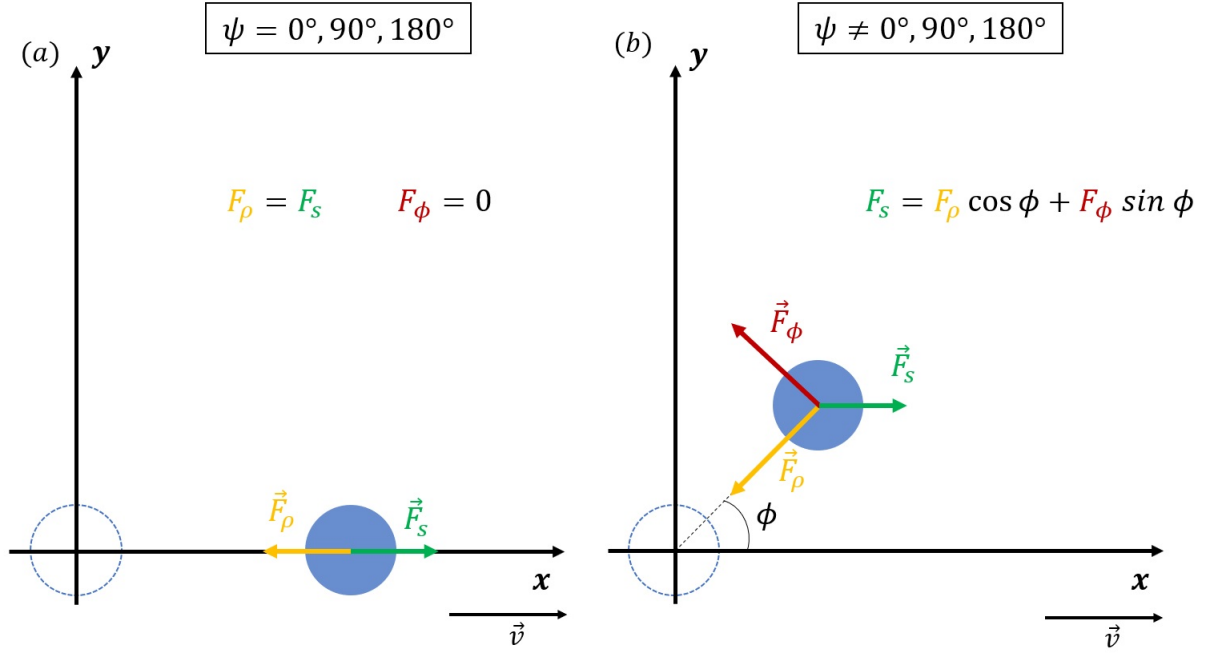 ψ = 0°, 90°, 180°
(a)
y
F_ρ = F_s F_ϕ = 0
F⃗_ρ
F⃗_s
x
v⃗
ψ ≠ 0°, 90°, 180°
(b)
y
F_s = F_ρ cos ϕ + F_ϕ sin ϕ
F⃗_ϕ
F⃗_s
F⃗_ρ
ϕ
x
v⃗